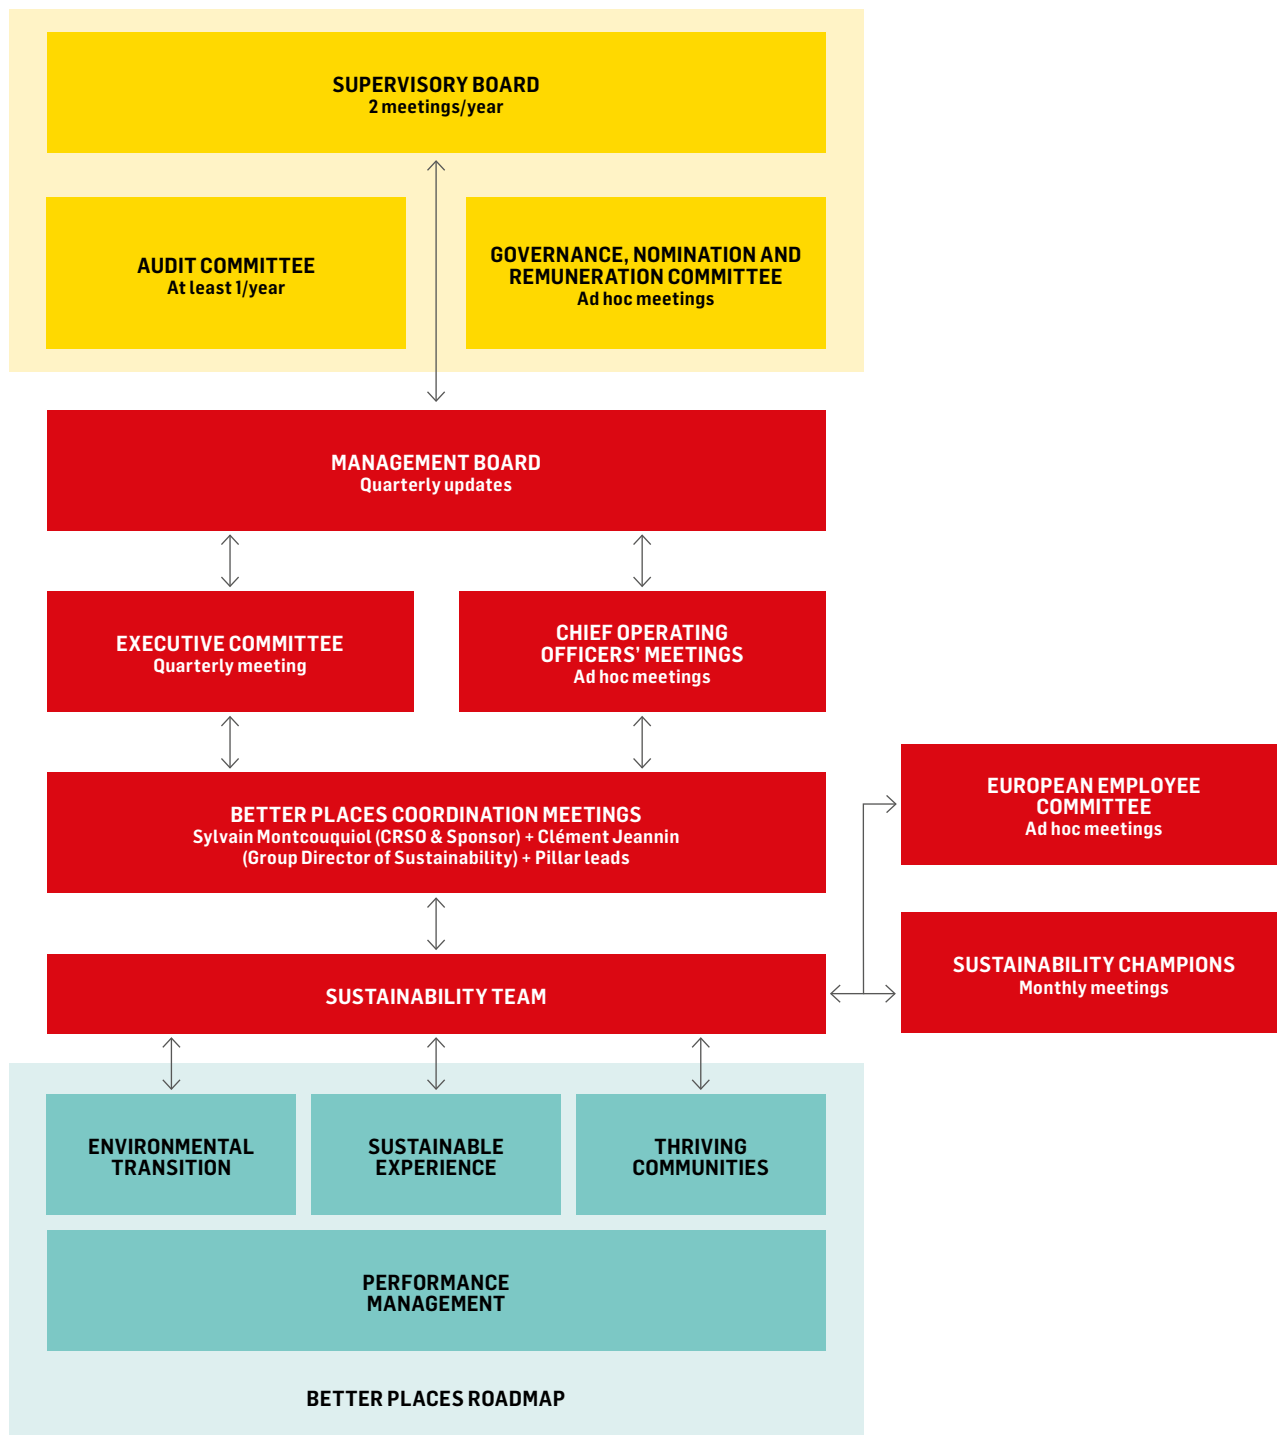 SUPERVISORY BOARD
2 meetings/year
AUDIT COMMITTEE
At least 1/year
GOVERNANCE, NOMINATION AND
REMUNERATION COMMITTEE
Ad hoc meetings
MANAGEMENT BOARD
Quarterly updates
EXECUTIVE COMMITTEE
Quarterly meeting
CHIEF OPERATING
OFFICERS’ MEETINGS
Ad hoc meetings
BETTER PLACES COORDINATION MEETINGS
Sylvain Montcouquiol (CRSO & Sponsor) + Clément Jeannin
(Group Director of Sustainability) + Pillar leads
EUROPEAN EMPLOYEE
COMMITTEE
Ad hoc meetings
SUSTAINABILITY TEAM
SUSTAINABILITY CHAMPIONS
Monthly meetings
ENVIRONMENTAL
TRANSITION
SUSTAINABLE
EXPERIENCE
THRIVING
COMMUNITIES
PERFORMANCE
MANAGEMENT
BETTER PLACES ROADMAP